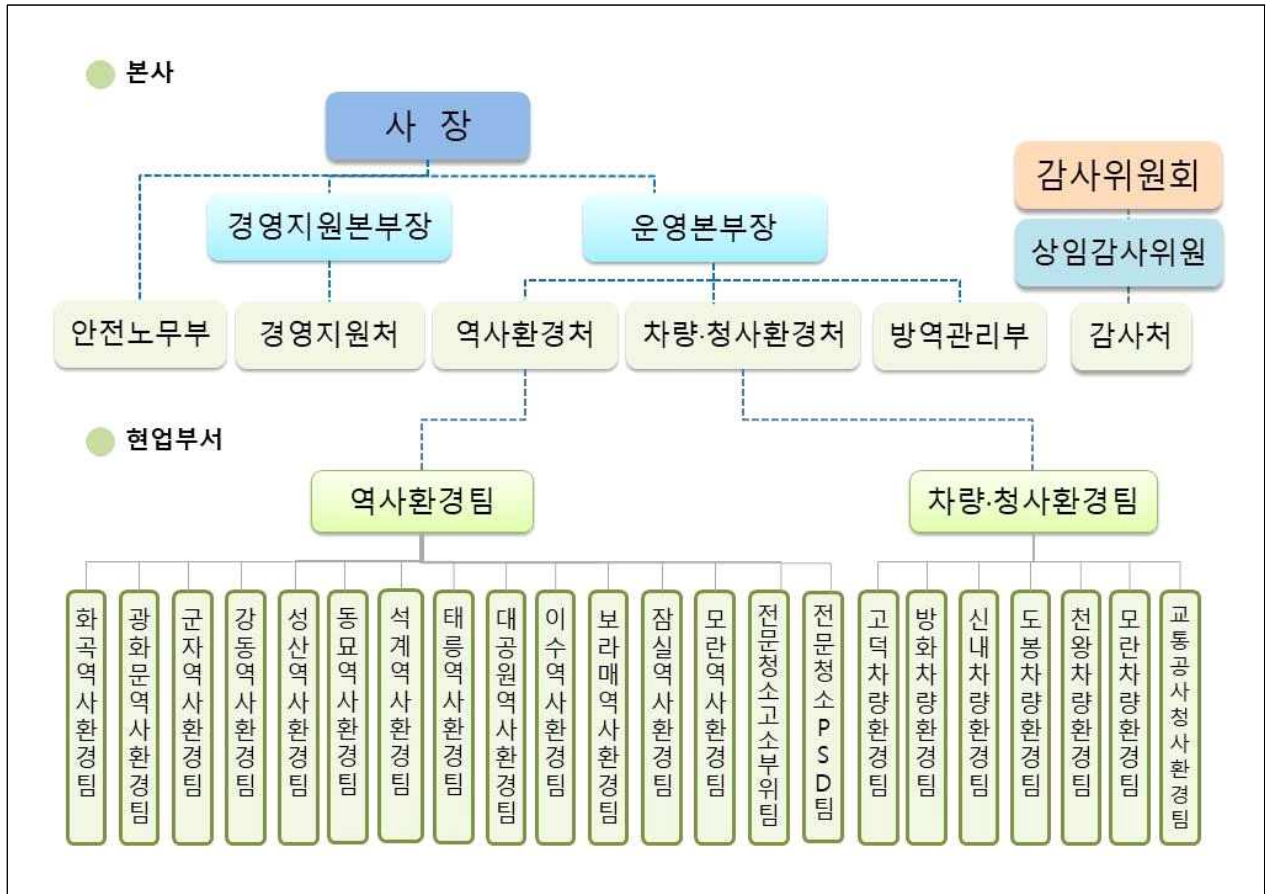 본사
사 장
감사위원회
경영지원본부장
운영본부장
상임감사위원
안전노무부
경영지원처
역사환경처
차량·청사환경처
방역관리부
감사처
현업부서
역사환경팀
차량·청사환경팀
화곡역사환경팀
광화문역사환경팀
군자역사환경팀
강동역사환경팀
성산역사환경팀
동묘역사환경팀
석계역사환경팀
태릉역사환경팀
대공원역사환경팀
이수역사환경팀
보라매역사환경팀
잠실역사환경팀
모란역사환경팀
전문청소고소부위팀
전문청소PSD팀
고덕차량환경팀
방화차량환경팀
신내차량환경팀
도봉차량환경팀
천왕차량환경팀
모란차량환경팀
교통공사청사환경팀